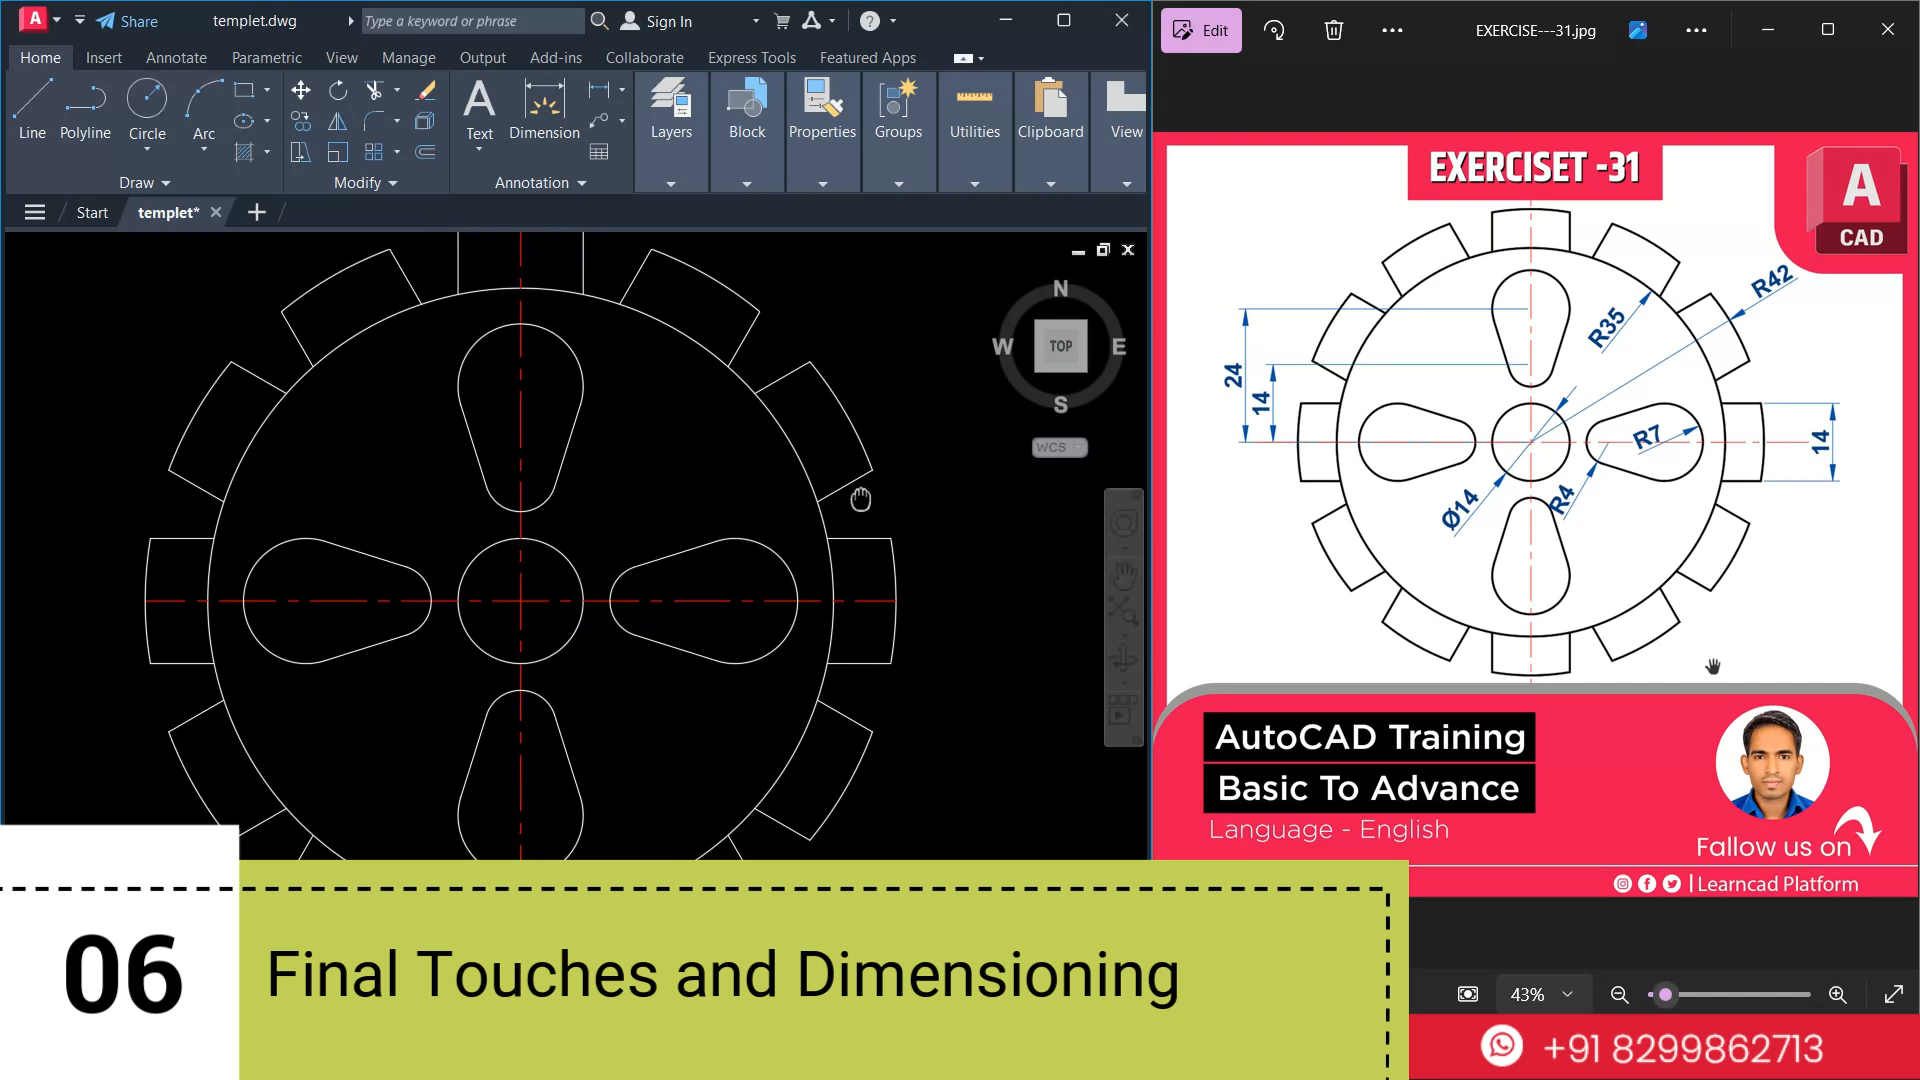 A Share templet.dwg Type a keyword or phrase Sign In ?
Home Insert Annotate Parametric View Manage Output Add-ins Collaborate Express Tools Featured Apps
Line Polyline Circle Arc
Draw
Modify
A Text Dimension
Annotation
Layers Block Properties Groups Utilities Clipboard View
Start templet*
N
W TOP E
S
WCS
Edit EXERCISE---31.jpg
EXERCISET -31
A
CAD
R42
R35
24
14
R7
14
Ø14
R4
AutoCAD Training
Basic To Advance
Language - English
Fallow us on
| Learncad Platform
06
Final Touches and Dimensioning
43%
+91 8299862713